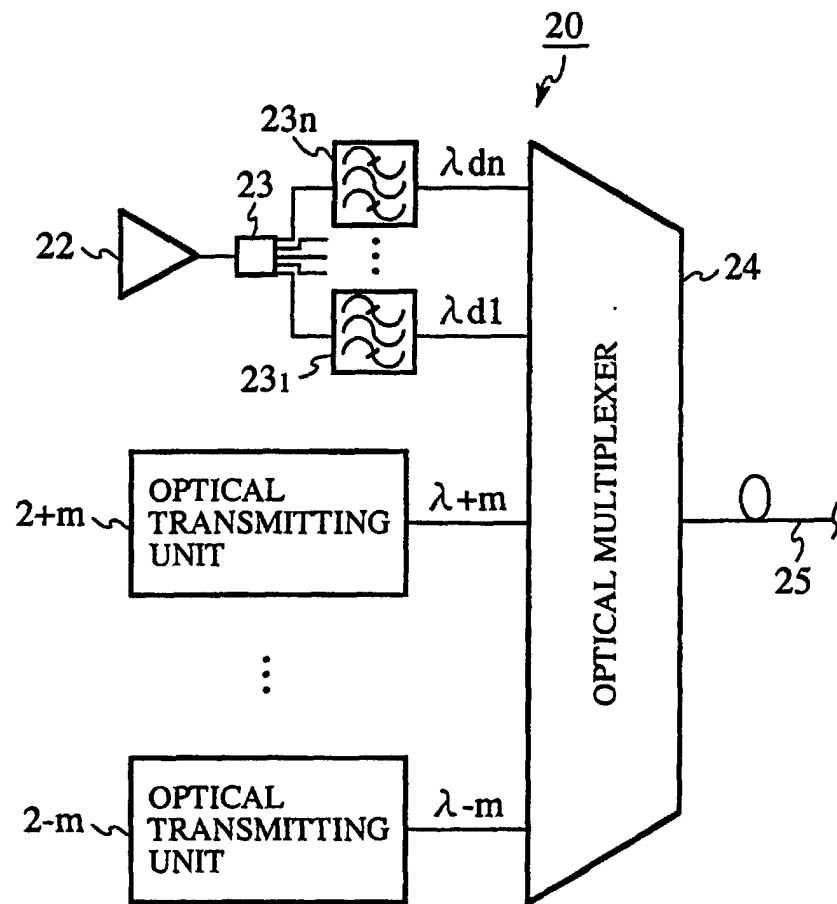 20
23n
λdn
23
22
24
λd1
23₁
OPTICAL
TRANSMITTING
UNIT
2+m
λ+m
OPTICAL MULTIPLEXER
25
OPTICAL
TRANSMITTING
UNIT
2-m
λ-m